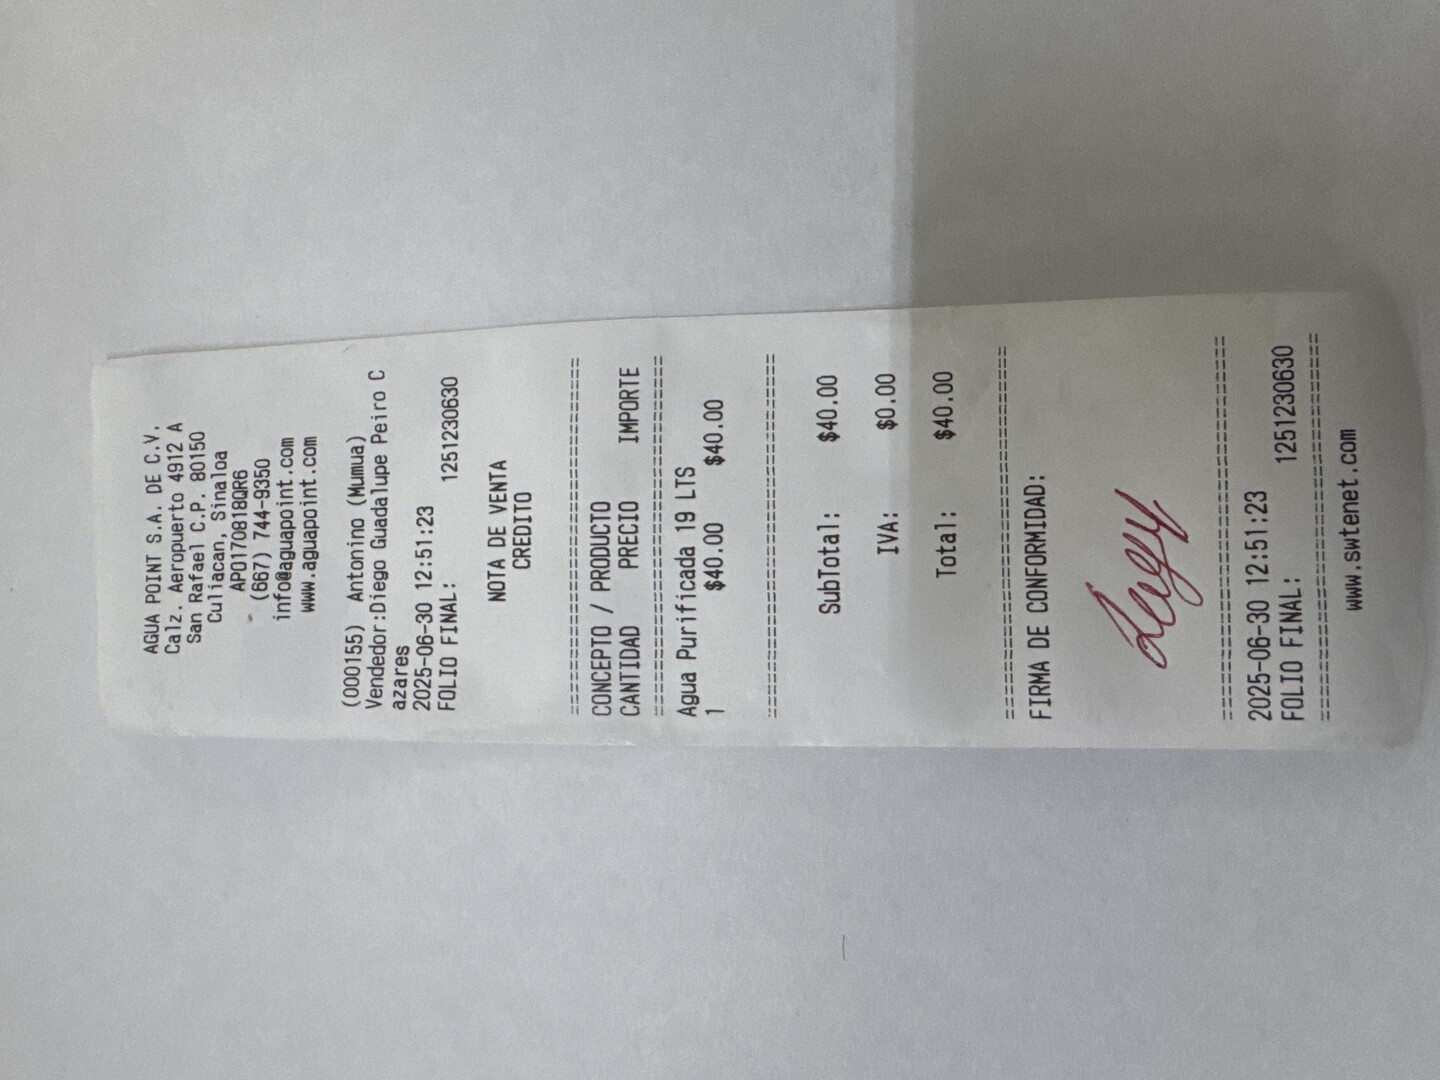 AGUA POINT S.A. DE C.V.
Calz. Aeropuerto 4912 A
San Rafael C.P. 80150
Culiacan, Sinaloa
APO170818QR6
(667) 744-9350
info@aguapoint.com
www.aguapoint.com
(000155) Antonino (Mumua)
Vendedor:Diego Guadalupe Peiro C
azares
2025-06-30 12:51:23
FOLIO FINAL: 1251230630
NOTA DE VENTA
CREDITO
================================
CONCEPTO / PRODUCTO
CANTIDAD PRECIO IMPORTE
================================
Agua Purificada 19 LTS
1 $40.00 $40.00
================================
SubTotal: $40.00
IVA: $0.00
Total: $40.00
================================
FIRMA DE CONFORMIDAD:
================================
2025-06-30 12:51:23
FOLIO FINAL: 1251230630
================================
www.swtenet.com